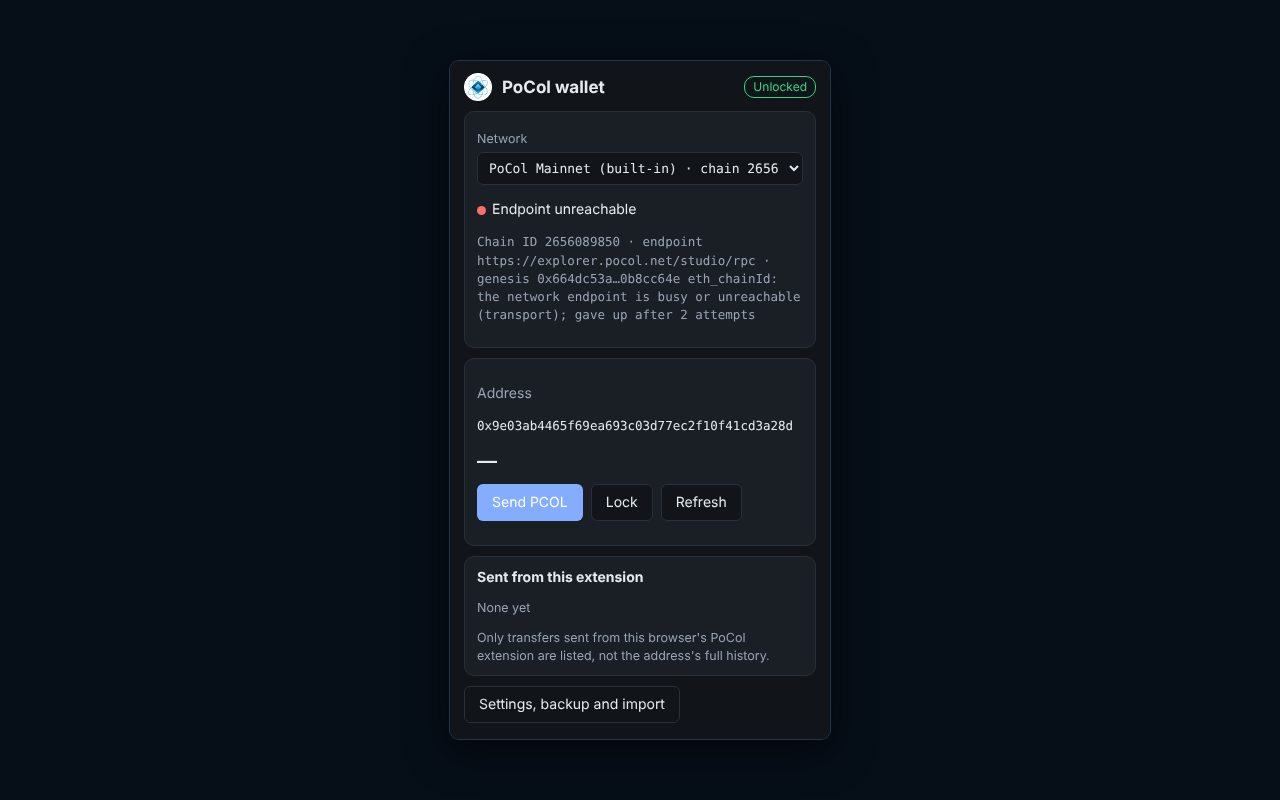 PoCol wallet
Unlocked
Network
PoCol Mainnet (built-in) · chain 2656
Endpoint unreachable
Chain ID 2656089850 · endpoint
https://explorer.pocol.net/studio/rpc ·
genesis 0x664dc53a…0b8cc64e eth_chainId:
the network endpoint is busy or unreachable
(transport); gave up after 2 attempts
Address
0x9e03ab4465f69ea693c03d77ec2f10f41cd3a28d
—
Send PCOL
Lock
Refresh
Sent from this extension
None yet
Only transfers sent from this browser's PoCol
extension are listed, not the address's full history.
Settings, backup and import